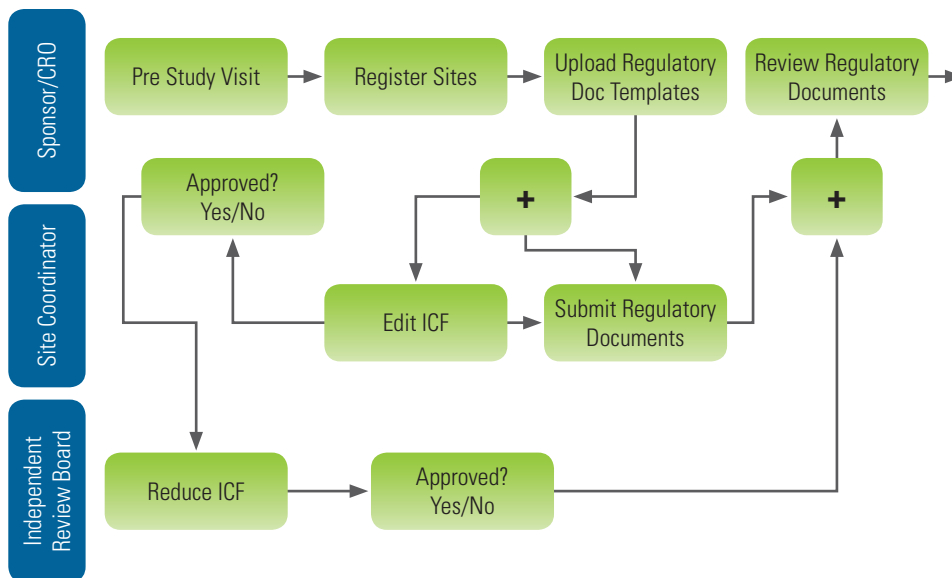 Sponsor/CRO
Pre Study Visit
Register Sites
Upload Regulatory
Doc Templates
Review Regulatory
Documents
Approved?
Yes/No
+
+
Site Coordinator
Edit ICF
Submit Regulatory
Documents
Independent
Review Board
Reduce ICF
Approved?
Yes/No